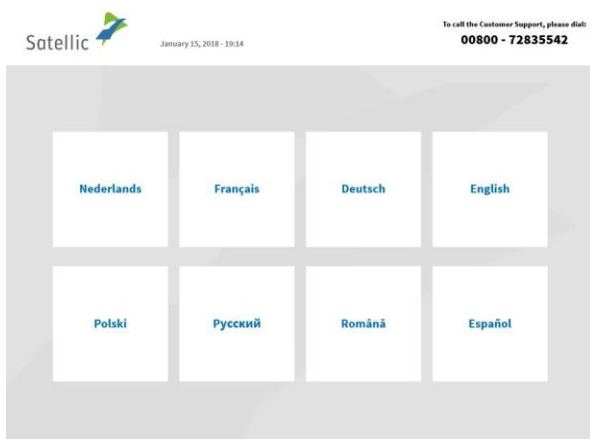 To call the Customer Support, please dial:
Satellic
January 15, 2018 - 19:14
00800 - 72835542
Nederlands
Français
Deutsch
English
Polski
Русский
Română
Español